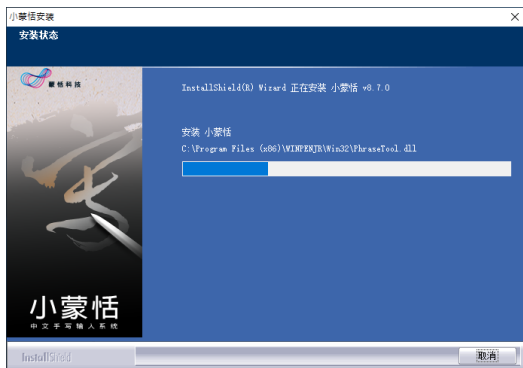 小蒙恬安装
安装状态
蒙恬科技
InstallShield(R) Wizard 正在安装 小蒙恬 v8.7.0
安装 小蒙恬
C:\Program Files (x86)\WINPENJR\Win32\PhraseTool.dll
小蒙恬
中文手写输入系统
InstallShield
取消